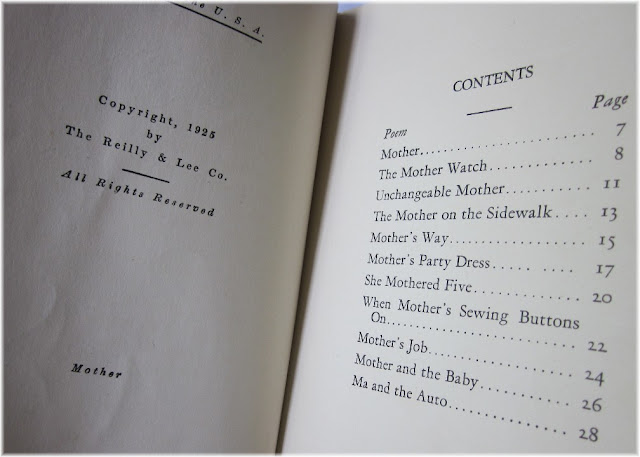 the U. S. A.
Copyright, 1925
by
The Reilly & Lee Co.
All Rights Reserved
Mother
CONTENTS
Poem Page
Mother. . . . . . . . . . . . . . . . . . . . . . . . 7
The Mother Watch . . . . . . . . . . . . . . . 8
Unchangeable Mother. . . . . . . . . . . 11
The Mother on the Sidewalk . . . . 13
Mother's Way. . . . . . . . . . . . . . . . . . 15
Mother's Party Dress. . . . . . . . . 17
She Mothered Five. . . . . . . . . . . . . 20
When Mother's Sewing Buttons
On. . . . . . . . . . . . . . . . . . . . . . . . 22
Mother's Job. . . . . . . . . . . . . . . . . . . 24
Mother and the Baby. . . . . . . . . . . . 26
Ma and the Auto. . . . . . . . . . . . . . . 28